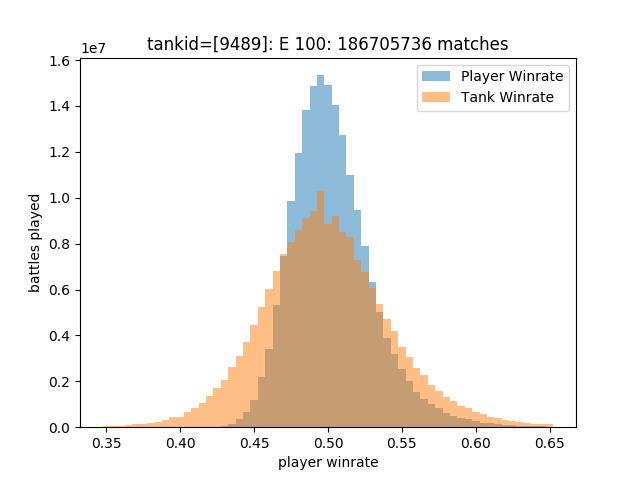 tankid=[9489]: E 100: 186705736 matches
1e7
Player Winrate
Tank Winrate
1.6
1.4
1.2
1.0
0.8
0.6
0.4
0.2
0.0
battles played
0.35 0.40 0.45 0.50 0.55 0.60 0.65
player winrate